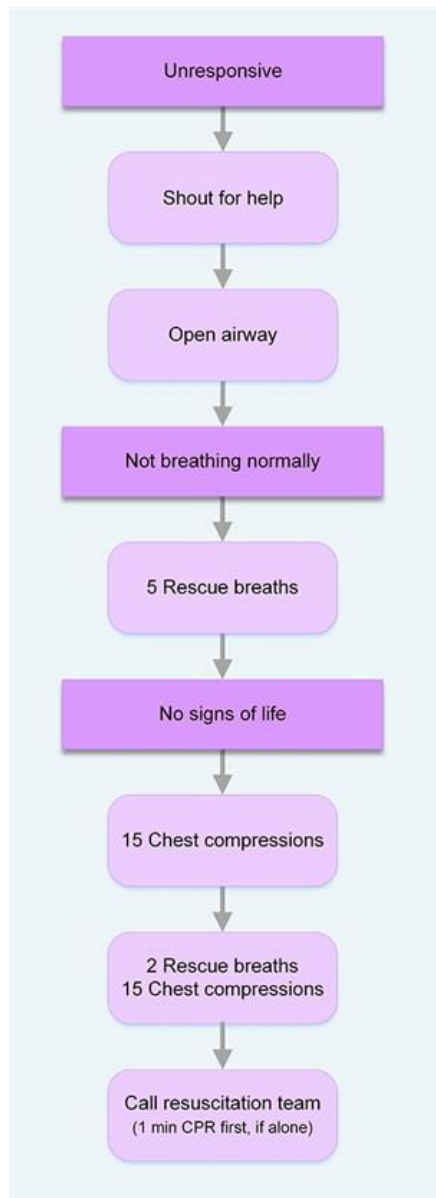 Unresponsive
Shout for help
Open airway
Not breathing normally
5 Rescue breaths
No signs of life
15 Chest compressions
2 Rescue breaths
15 Chest compressions
Call resuscitation team
(1 min CPR first, if alone)